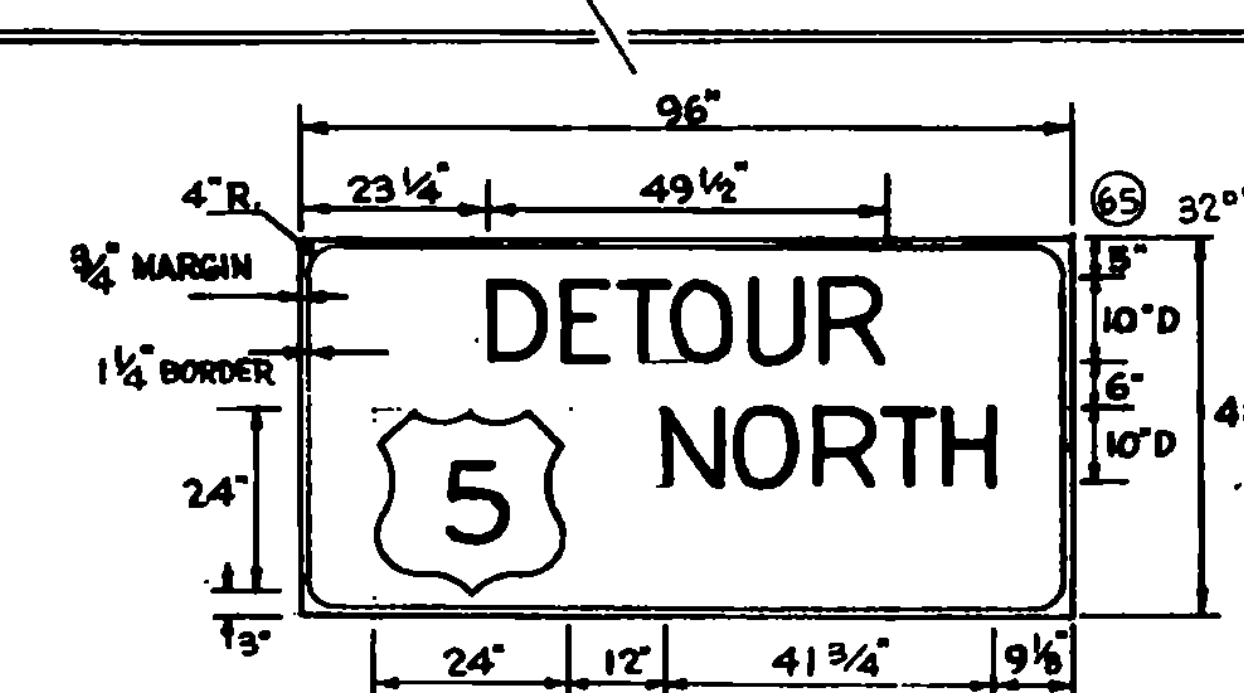 96"
23 1/4" 49 1/2"
4" R. 65 32
3/4" MARGIN 5"
DETOUR 10" D
1 1/4" BORDER 6"
NORTH 10" D
24" 5
3"
24" 12" 41 3/4" 9 1/8"